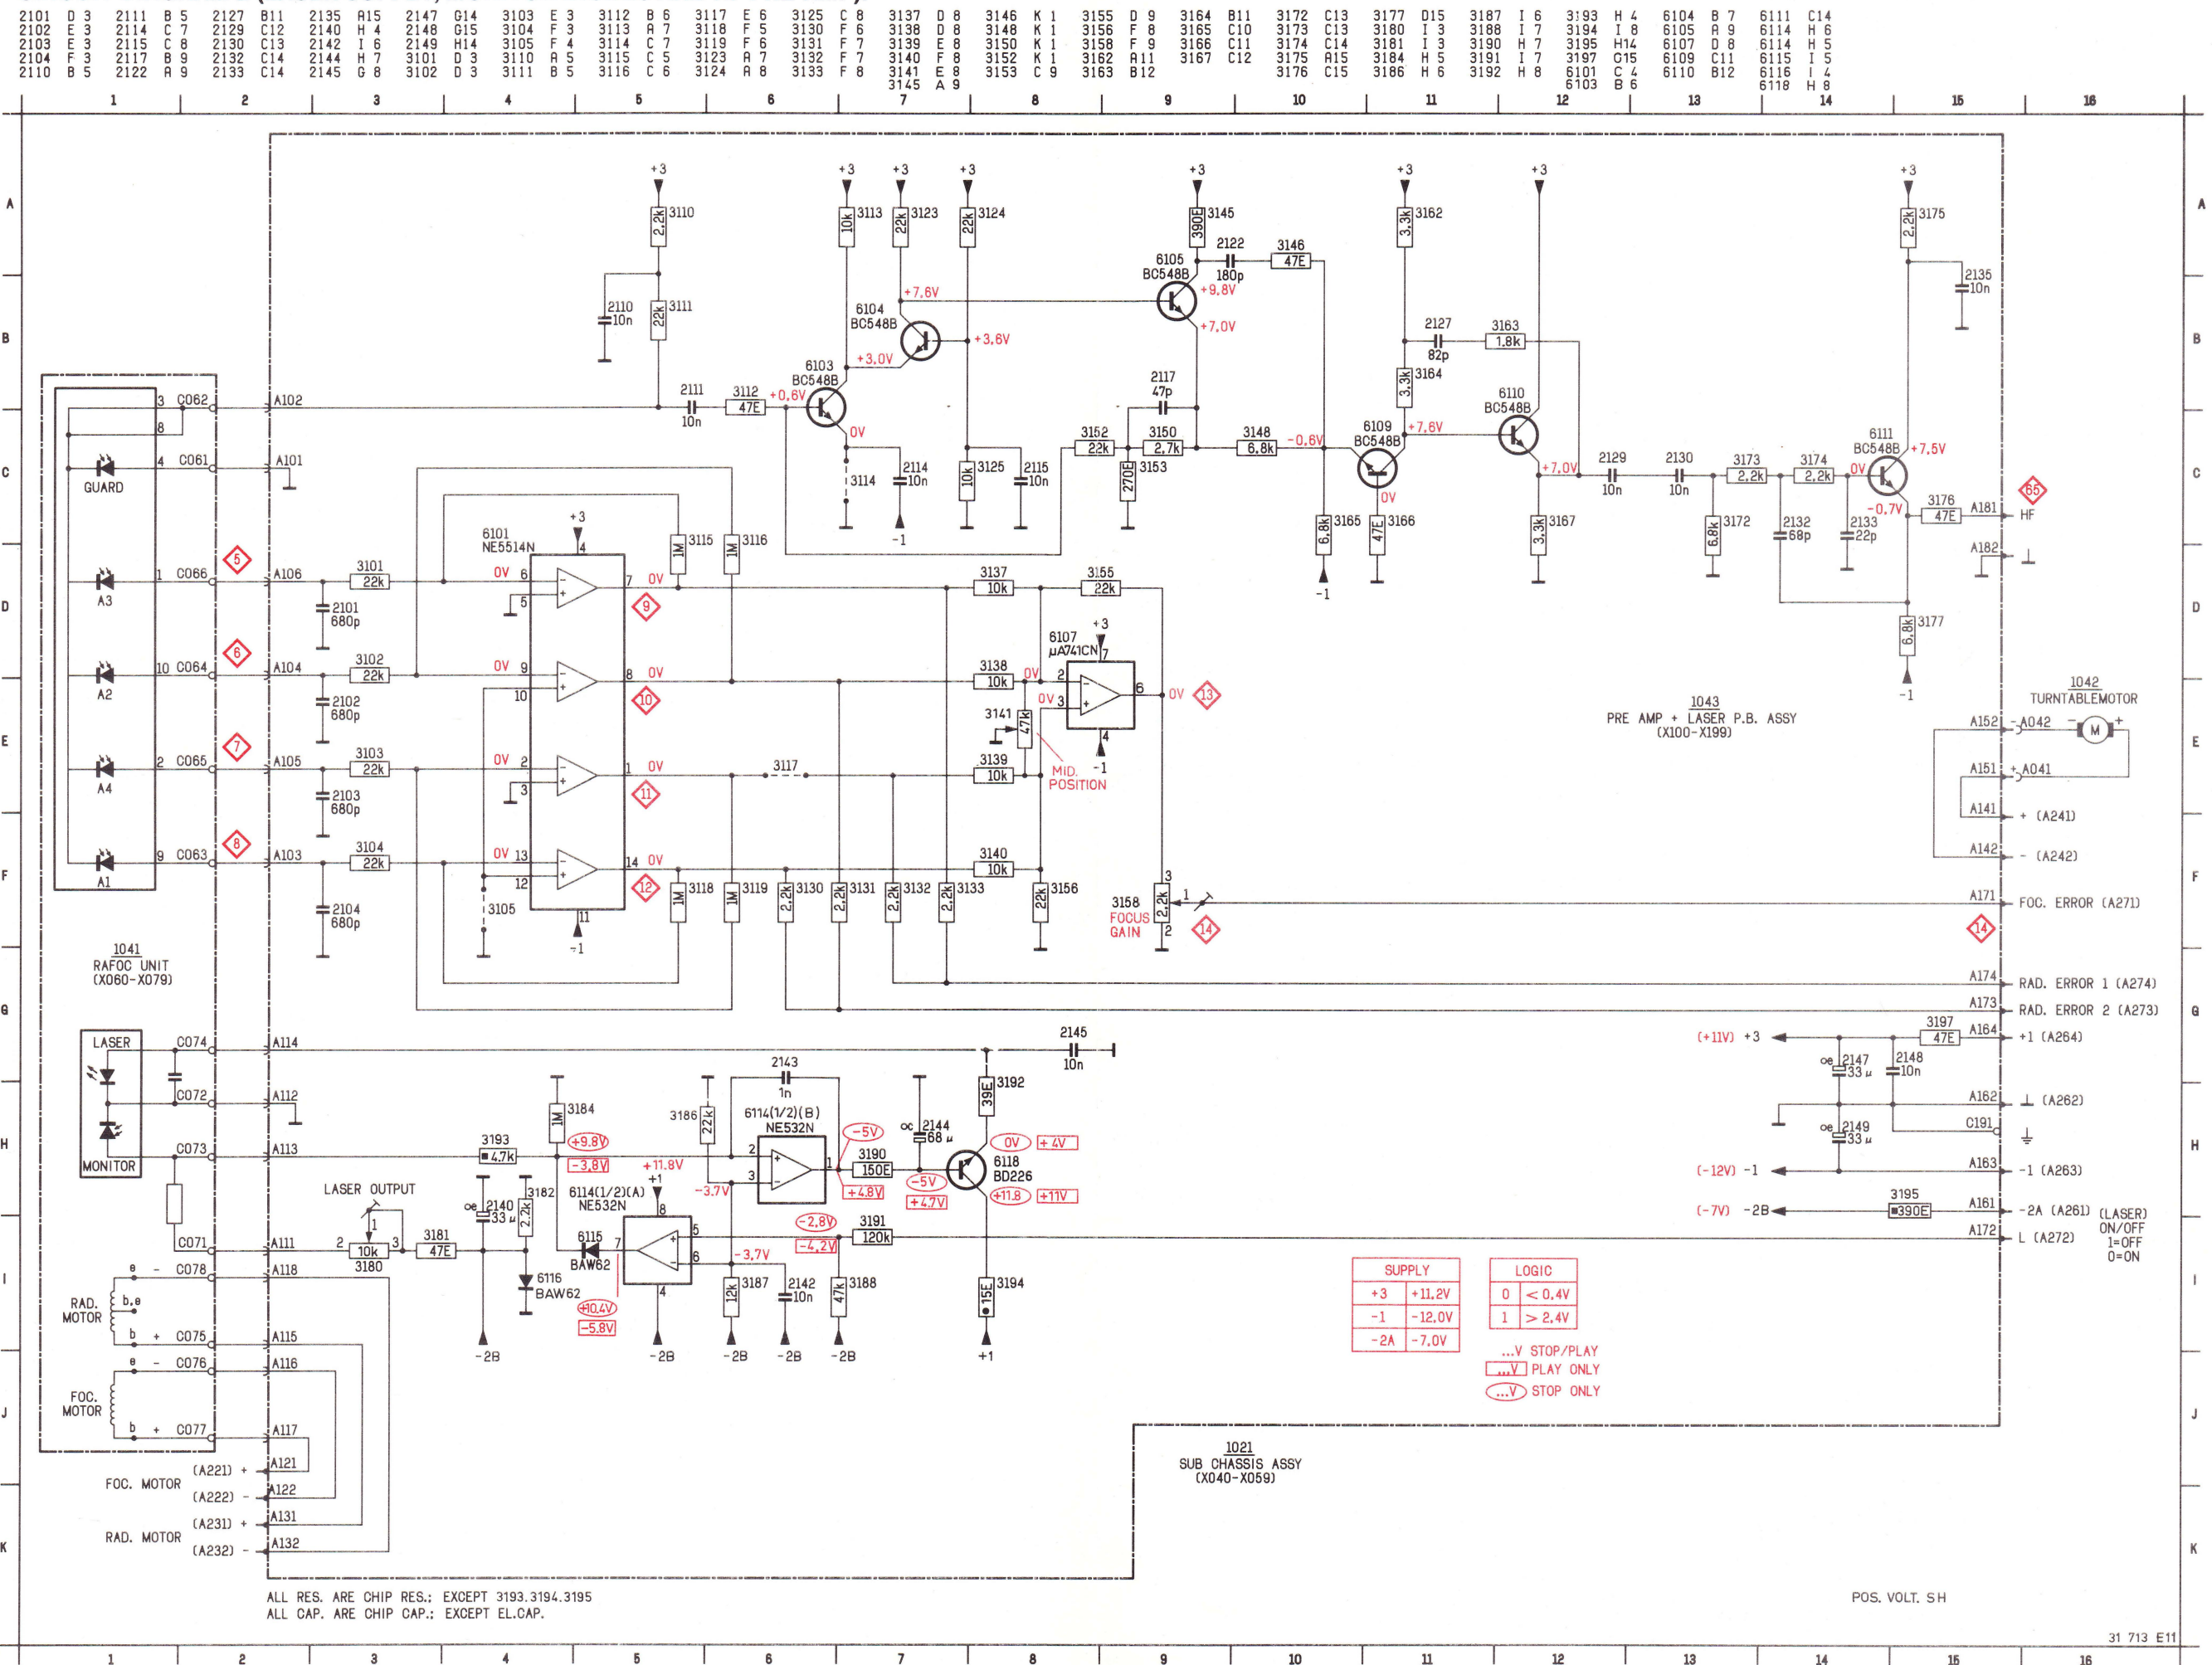 2101 D 3 2111 B 5 2127 B11 2135 A15 2147 G14 3103 E 3 3112 B 6 3117 E 6 3125 C 8 3137 D 8 3146 K 1 3155 D 9 3164 B11 3172 C13 3177 D15 3187 I 6 3193 H 4 6104 B 7 6111 C14
2102 E 3 2114 C 7 2129 C12 2140 H 4 2148 G15 3104 F 3 3113 A 7 3118 F 5 3130 F 6 3138 D 8 3148 K 1 3156 F 8 3165 C10 3173 C13 3180 I 3 3188 I 7 3194 I 8 6105 A 9 6114 H 6
2103 E 3 2115 C 8 2130 C13 2142 I 6 2149 H14 3105 F 4 3114 C 7 3119 F 6 3131 F 7 3139 E 8 3150 K 1 3158 F 9 3166 C11 3174 C14 3181 I 3 3190 H 7 3195 H14 6107 D 8 6114 H 5
2104 F 3 2117 B 9 2132 C14 2144 H 7 3101 D 3 3110 A 5 3115 C 5 3123 A 7 3132 F 7 3140 F 8 3152 K 1 3162 A11 3167 C12 3175 A15 3184 H 5 3191 I 7 3197 G15 6109 C11 6115 I 5
2110 B 5 2122 A 9 2133 C14 2145 G 8 3102 D 3 3111 B 5 3116 C 6 3124 A 8 3133 F 8 3141 E 8 3153 C 9 3163 B12 3176 C15 3186 H 6 3192 H 8 6101 C 4 6110 B12 6116 I 4
3145 A 9 6103 B 6 6118 H 8
1 2 3 4 5 6 7 8 9 10 11 12 13 14 15 16
A
+3 +3 +3 +3 +3 +3 +3 +3
2.2k 3110 10k 3113 22k 3123 22k 3124 390E 3145 3.3k 3162 2.2k 3175
A
2122 180p 3146 47E
6105 BC548B +9.8V
2135 10n
B
2110 10n 22k 3111
+7.6V
6104 BC548B +3.6V
+3.0V
+7.0V
2127 82p 3163 1.8k
B
6103 BC548B
2117 47p
3.3k 3164
6110 BC548B
3 C062 A102
2111 10n 3112 47E +0.6V
0V
8
3152 22k 3150 2.7k 3148 6.8k -0.6V
6109 BC548B +7.6V
6111 BC548B +7.5V
C
4 C061 A101
GUARD
3114 2114 10n 10k 3125 2115 10n 270E 3153
0V
+7.0V 2129 10n 2130 10n 3173 2.2k 3174 2.2k 0V
-0.7V
65
C
-1
6.8k 3165 47E 3166 3.3k 3167 6.8k 3172 2132 68p 2133 22p 3176 47E A181 HF
A182 ⊥
-1
6101 NE5514N +3 4
1M 3115 1M 3116
5
1 C066 A106 3101 22k 0V 6 5 7 0V 9
A3
2101 680p
3137 10k 3155 22k
D
6.8k 3177
-1
6
10 C064 A104 3102 22k 0V 9 10 8 0V 10
A2
2102 680p
3138 10k 0V 2 6107 µA741CN +3 7
0V 3 6 0V 13
4 -1
3141 47k MID. POSITION
1043
PRE AMP + LASER P.B. ASSY
(X100-X199)
1042
TURNTABLEMOTOR
A152 - A042 - M +
E
7
2 C065 A105 3103 22k 0V 2 3 1 0V 11
A4
2103 680p
3117 3139 10k
A151 + A041
A141 + (A241)
A142 - (A242)
F
8
9 C063 A103 3104 22k 0V 13 12 14 0V 12
A1
2104 680p
3105 11 -1
3140 10k
1M 3118 1M 3119 2.2k 3130 2.2k 3131 2.2k 3132 2.2k 3133 22k 3156
3158 FOCUS GAIN 3 2.2k 1 2 14
A171 FOC. ERROR (A271)
14
1041
RAFOC UNIT
(X060-X079)
A174 RAD. ERROR 1 (A274)
A173 RAD. ERROR 2 (A273)
G
LASER C074 A114
2145 10n
(+11V) +3 3197 47E A164 +1 (A264)
2147 33µ 2148 10n
C072 A112
2143 1n
39E 3192
A162 ⊥ (A262)
H
1M 3184 3186 22k 6114(1/2)(B) NE532N
2144 68µ
2149 33µ C191
MONITOR C073 A113 3193 4.7k
+9.8V -3.8V +11.8V
2 3 1 -5V +4.8V
3190 150E -5V +4.7V
0V +4V
6118 BD226
+11.8 +11V
(-12V) -1 A163 -1 (A263)
-3.7V
LASER OUTPUT
2140 33µ 3182 2.2k 6114(1/2)(A) NE532N +1 8
3195 390E
(-7V) -2B A161 -2A (A261) (LASER)
ON/OFF
1=OFF
0=ON
C071 A111 2 1 10k 3 3180 3181 47E
6115 BAW62 7 5 6 4
-2.8V -4.2V -3.7V
3191 120k
A172 L (A272)
I
C078 A118
RAD. MOTOR e - b,e b +
6116 BAW62
+10.4V -5.8V
12k 3187 2142 10n 47k 3188 15E 3194
C075 A115
-2B -2B -2B -2B -2B +1
SUPPLY
+3 +11.2V
-1 -12.0V
-2A -7.0V
LOGIC
0 < 0.4V
1 > 2.4V
...V STOP/PLAY
...V PLAY ONLY
...V STOP ONLY
J
C076 A116
FOC. MOTOR e - b +
C077 A117
1021
SUB CHASSIS ASSY
(X040-X059)
FOC. MOTOR (A221) + A121
(A222) - A122
RAD. MOTOR (A231) + A131
(A232) - A132
K
ALL RES. ARE CHIP RES.; EXCEPT 3193.3194.3195
ALL CAP. ARE CHIP CAP.; EXCEPT EL.CAP.
POS. VOLT. SH
31 713 E11
1 2 3 4 5 6 7 8 9 10 11 12 13 14 15 16